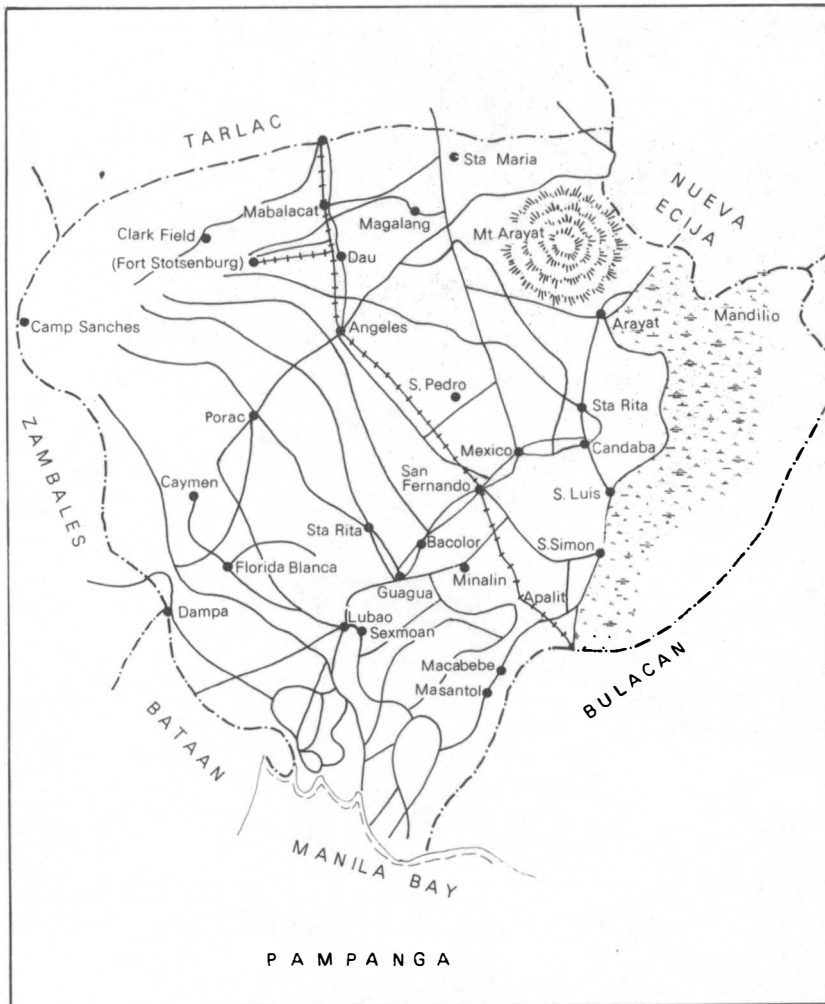 TARLAC
Sta Maria
NUEVA
ECIJA
Mabalacat
Magalang
Mt Arayat
Clark Field
(Fort Stotsenburg)
Dau
Mandilio
Camp Sanches
Angeles
Arayat
S. Pedro
Sta Rita
Porac
Mexico
Candaba
ZAMBALES
San
Fernando
Caymen
S. Luis
Sta Rita
Bacolor
S.Simon
Florida Blanca
Guagua
Minalin
Apalit
Dampa
Lubao
Sexmoan
Macabebe
Masantol
BULACAN
BATAAN
MANILA BAY
PAMPANGA